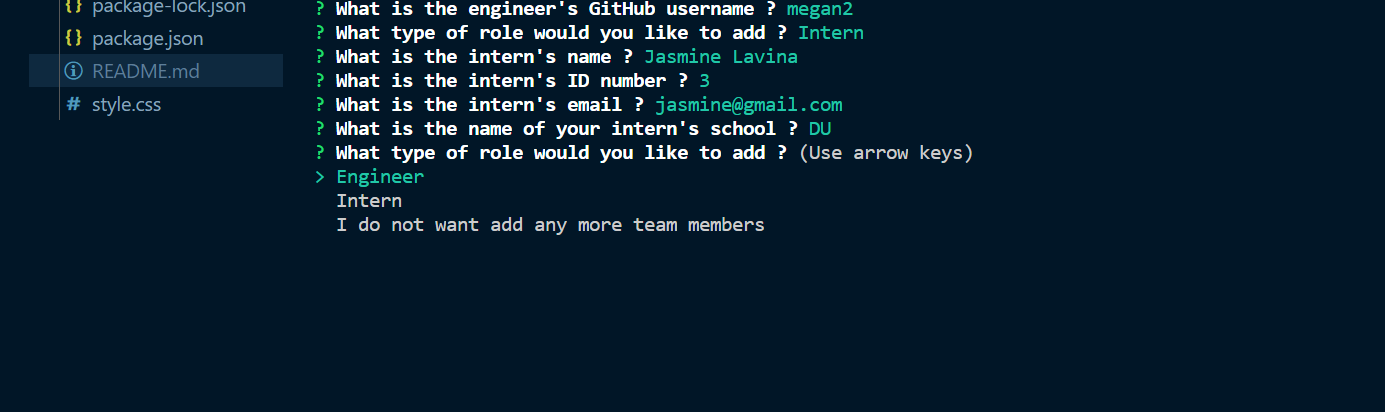 package-lock.json
package.json
README.md
# style.css
? What is the engineer's GitHub username ? megan2
? What type of role would you like to add ? Intern
? What is the intern's name ? Jasmine Lavina
? What is the intern's ID number ? 3
? What is the intern's email ? jasmine@gmail.com
? What is the name of your intern's school ? DU
? What type of role would you like to add ? (Use arrow keys)
> Engineer
Intern
I do not want add any more team members